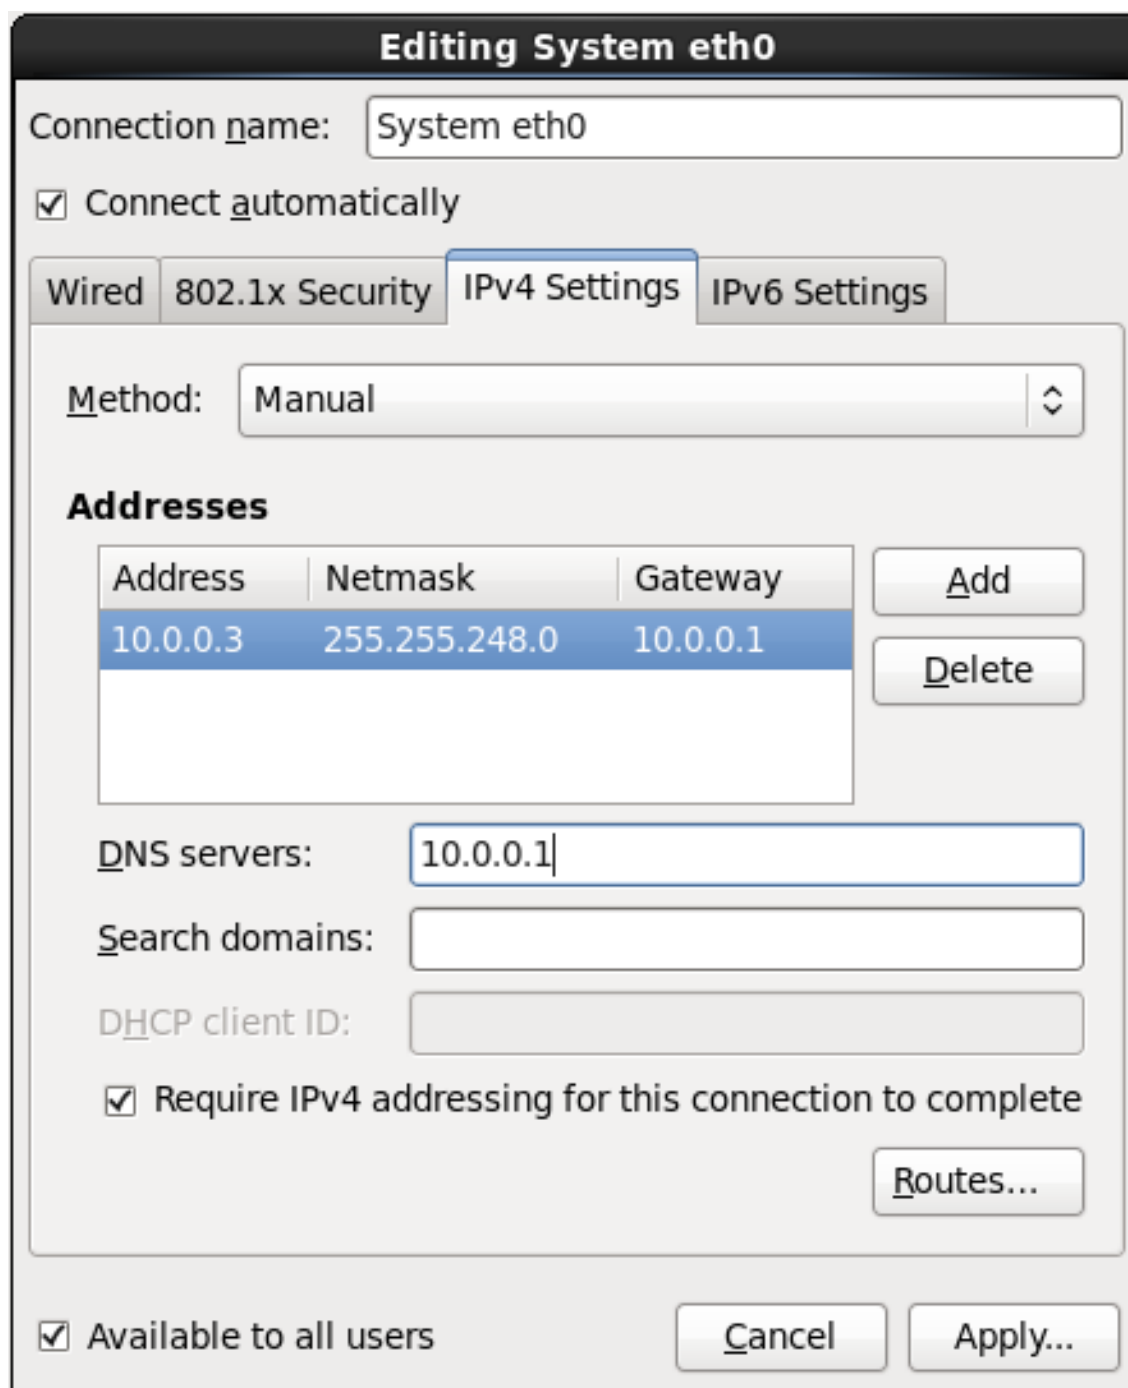 Editing System eth0
Connection name: System eth0
Connect automatically
Wired 802.1x Security IPv4 Settings IPv6 Settings
Method: Manual
Addresses
Address Netmask Gateway Add
10.0.0.3 255.255.248.0 10.0.0.1
Delete
DNS servers: 10.0.0.1
Search domains:
DHCP client ID:
Require IPv4 addressing for this connection to complete
Routes...
Available to all users Cancel Apply...